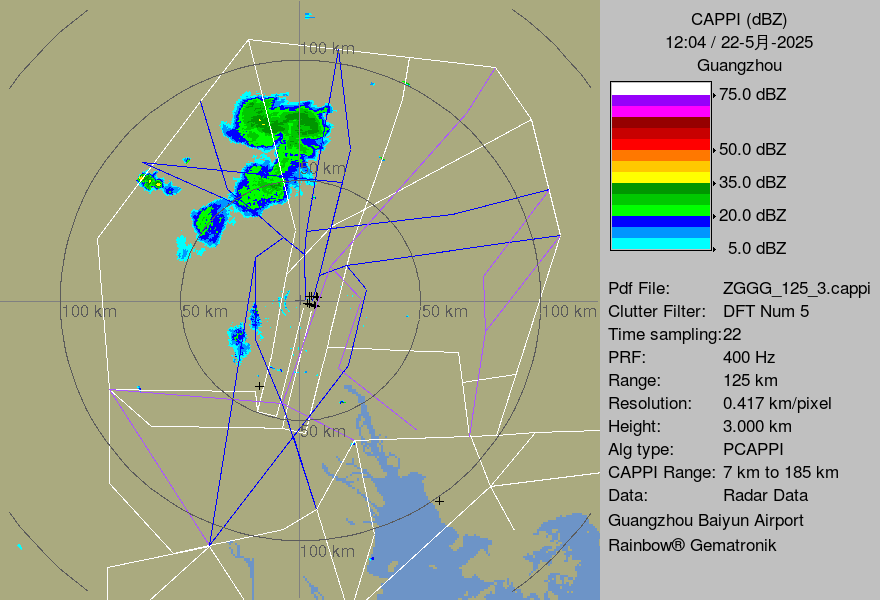 CAPPI (dBZ)
12:04 / 22-5月-2025
Guangzhou
75.0 dBZ
50.0 dBZ
35.0 dBZ
20.0 dBZ
5.0 dBZ
Pdf File: ZGGG_125_3.cappi
Clutter Filter: DFT Num 5
Time sampling:22
PRF: 400 Hz
Range: 125 km
Resolution: 0.417 km/pixel
Height: 3.000 km
Alg type: PCAPPI
CAPPI Range: 7 km to 185 km
Data: Radar Data
Guangzhou Baiyun Airport
Rainbow® Gematronik
100 km
50 km
100 km
50 km
50 km
100 km
50 km
100 km